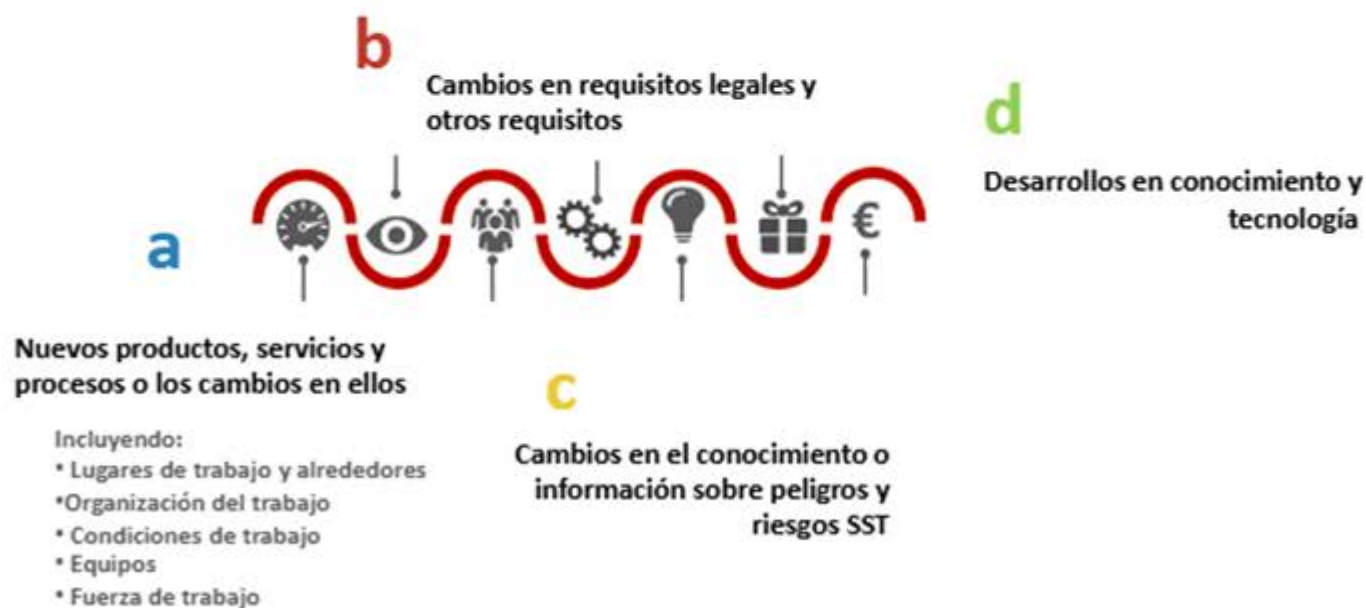 a
Nuevos productos, servicios y
procesos o los cambios en ellos
Incluyendo:
* Lugares de trabajo y alrededores
*Organización del trabajo
* Condiciones de trabajo
* Equipos
* Fuerza de trabajo
b
Cambios en requisitos legales y
otros requisitos
c
Cambios en el conocimiento o
información sobre peligros y
riesgos SST
d
Desarrollos en conocimiento y
tecnología
€